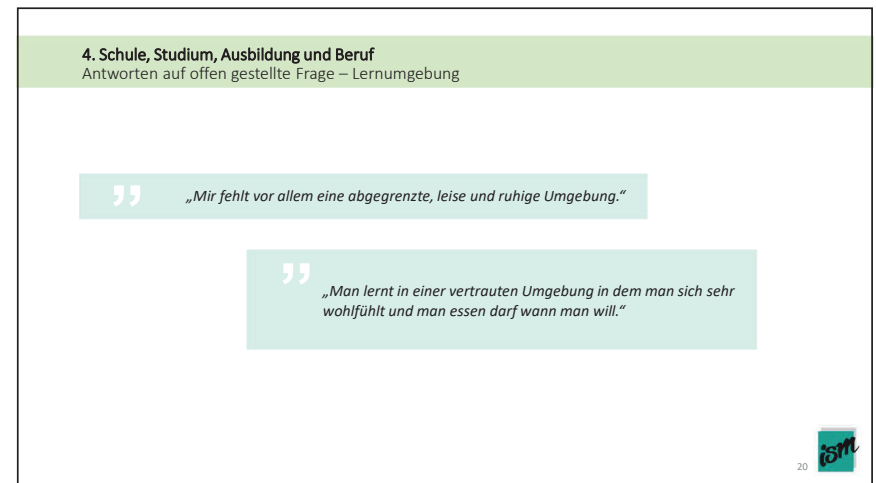 4. Schule, Studium, Ausbildung und Beruf
Antworten auf offen gestellte Frage – Lernumgebung
„Mir fehlt vor allem eine abgegrenzte, leise und ruhige Umgebung.“
„Man lernt in einer vertrauten Umgebung in dem man sich sehr
wohlfühlt und man essen darf wann man will.“
20
ism